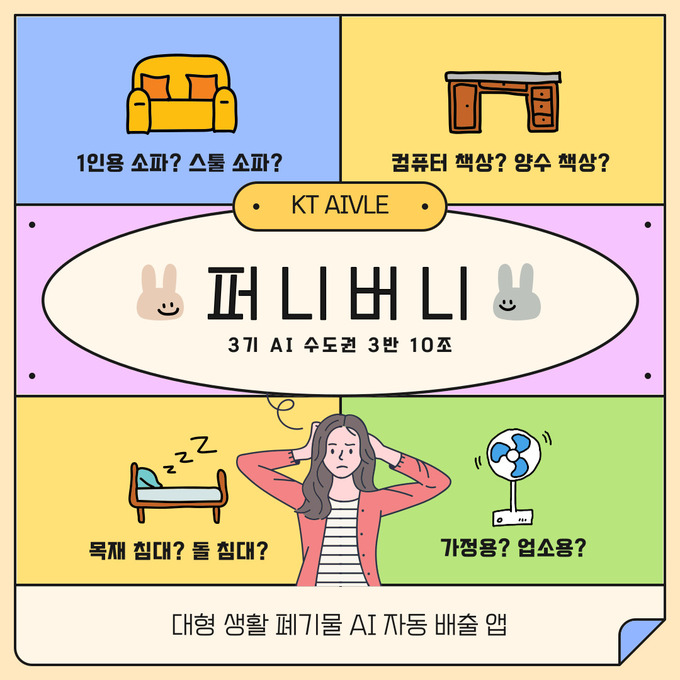 1인용 소파? 스툴 소파?
컴퓨터 책상? 양수 책상?
KT AIVLE
퍼니버니
3기 AI 수도권 3반 10조
z z Z Z
목재 침대? 돌 침대?
가정용? 업소용?
대형 생활 폐기물 AI 자동 배출 앱